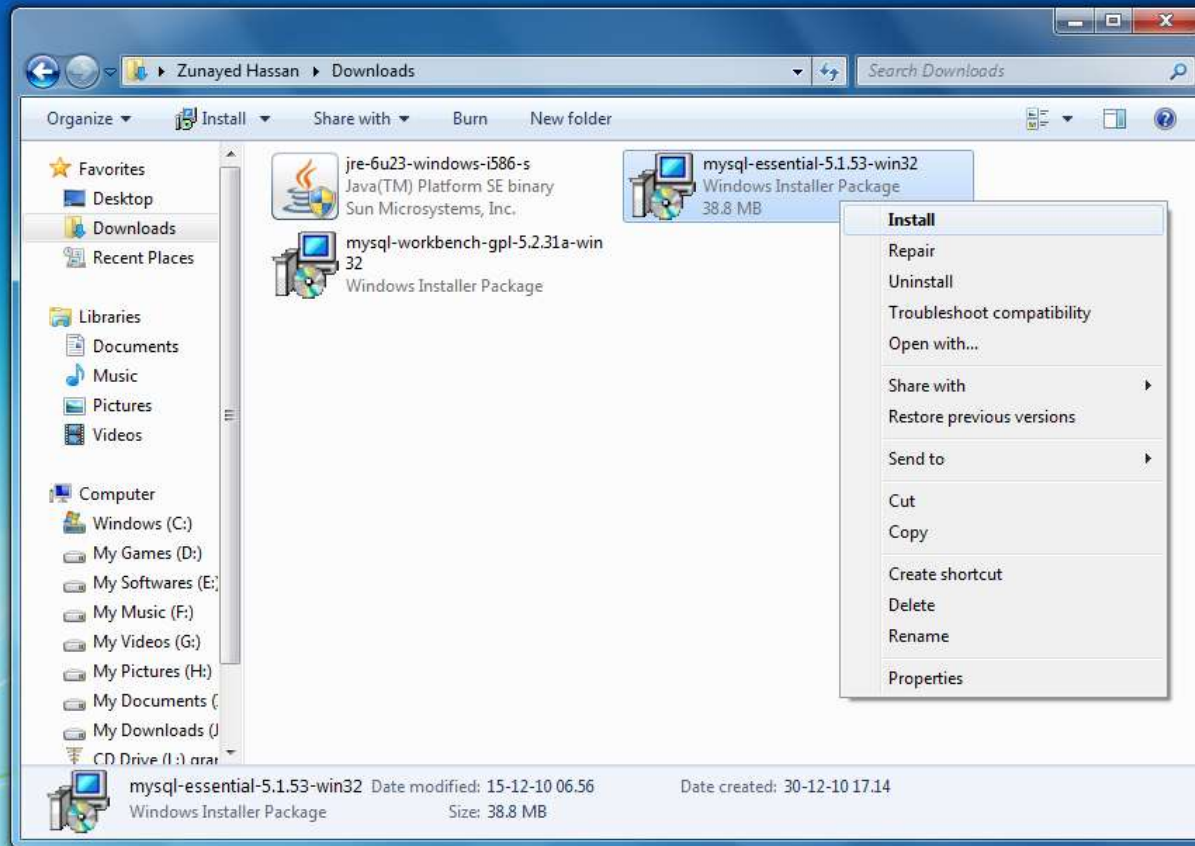 Zunayed Hassan Downloads
Search Downloads
Organize Install Share with Burn New folder
Favorites
Desktop
Downloads
Recent Places
Libraries
Documents
Music
Pictures
Videos
Computer
Windows (C:)
My Games (D:)
My Softwares (E:
My Music (F:)
My Videos (G:)
My Pictures (H:)
My Documents (
My Downloads (J
CD Drive (L:) grar
jre-6u23-windows-i586-s
Java(TM) Platform SE binary
Sun Microsystems, Inc.
mysql-workbench-gpl-5.2.31a-win
32
Windows Installer Package
mysql-essential-5.1.53-win32
Windows Installer Package
38.8 MB
Install
Repair
Uninstall
Troubleshoot compatibility
Open with...
Share with
Restore previous versions
Send to
Cut
Copy
Create shortcut
Delete
Rename
Properties
mysql-essential-5.1.53-win32 Date modified: 15-12-10 06.56 Date created: 30-12-10 17.14
Windows Installer Package Size: 38.8 MB